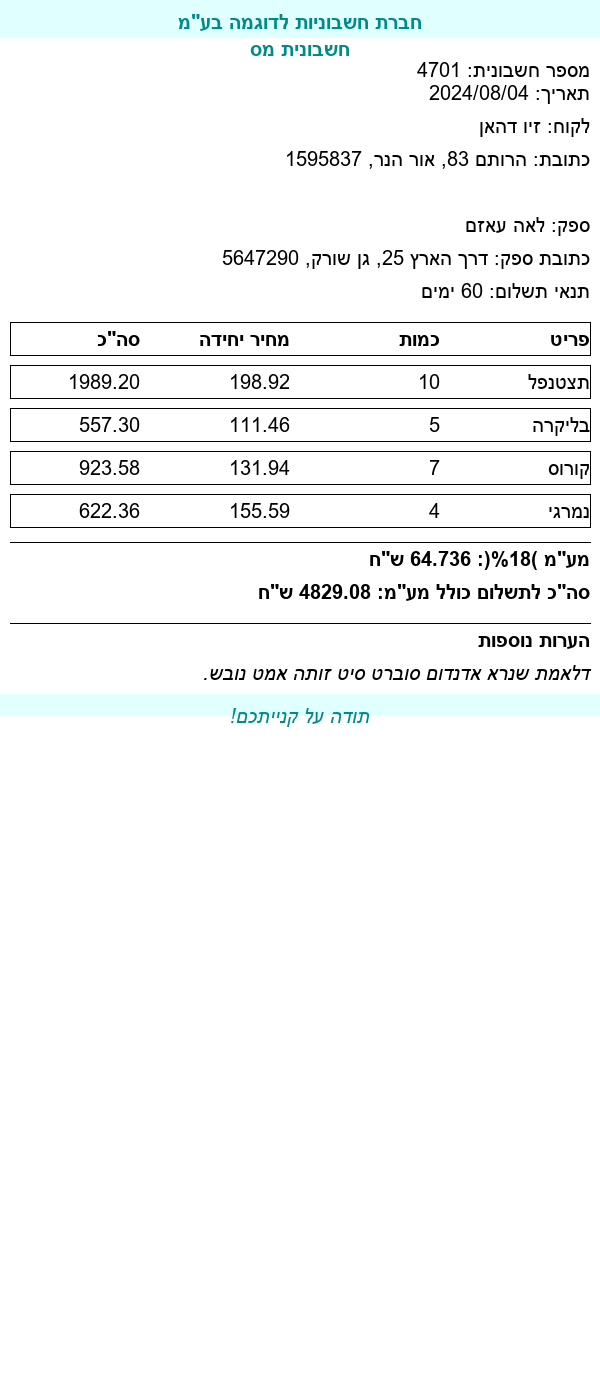 חברת חשבוניות לדוגמה בע"מ
חשבונית מס
מספר חשבונית: 4701
תאריך: 2024/08/04
לקוח: זיו דהאן
כתובת: הרותם 83, אור הנר, 1595837
ספק: לאה עאזם
כתובת ספק: דרך הארץ 25, גן שורק, 5647290
תנאי תשלום: 60 ימים
פריט כמות מחיר יחידה סה"כ
תצטנפל 10 198.92 1989.20
בליקרה 5 111.46 557.30
קורוס 7 131.94 923.58
נמרגי 4 155.59 622.36
מע"מ )18%(: 64.736 ש"ח
סה"כ לתשלום כולל מע"מ: 4829.08 ש"ח
הערות נוספות
דלאמת שנרא אדנדום סוברט סיט זותה אמט נובש.
תודה על קנייתכם!